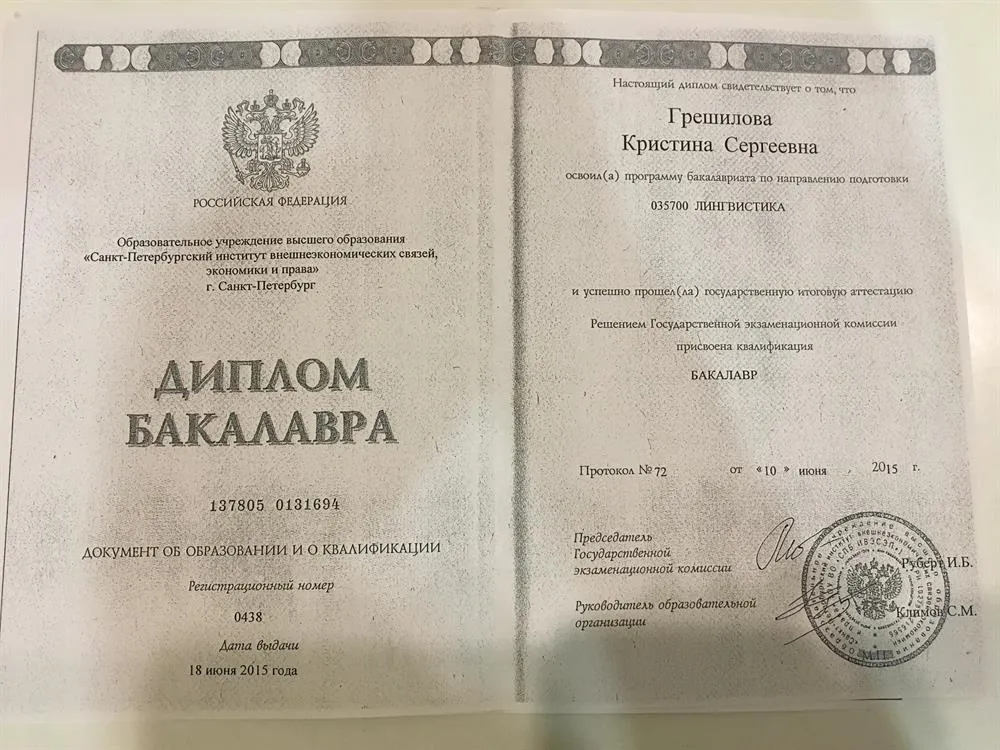 РОССИЙСКАЯ ФЕДЕРАЦИЯ
Образовательное учреждение высшего образования
«Санкт-Петербургский институт внешнеэкономических связей,
экономики и права»
г. Санкт-Петербург
ДИПЛОМ
БАКАЛАВРА
137805 0131694
ДОКУМЕНТ ОБ ОБРАЗОВАНИИ И О КВАЛИФИКАЦИИ
Регистрационный номер
0438
Дата выдачи
18 июня 2015 года
Настоящий диплом свидетельствует о том, что
Грешилова
Кристина Сергеевна
освоил(а) программу бакалавриата по направлению подготовки
035700 ЛИНГВИСТИКА
и успешно прошел(ла) государственную итоговую аттестацию
Решением Государственной экзаменационной комиссии
присвоена квалификация
БАКАЛАВР
Протокол № 72 от «10» июня 2015 г.
Председатель
Государственной
экзаменационной комиссии
Руберт И.Б.
Руководитель образовательной
организации
Климов С.М.
М.П.